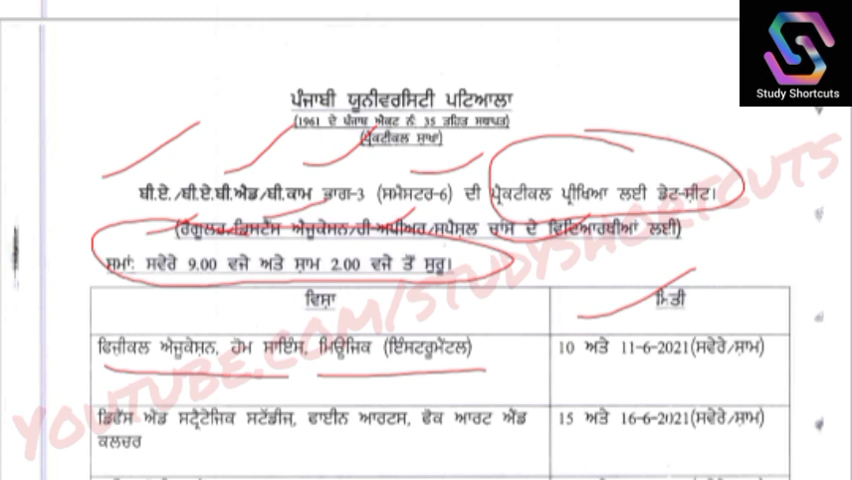 Study Shortcuts
ਪੰਜਾਬੀ ਯੂਨੀਵਰਸਿਟੀ ਪਟਿਆਲਾ
(1961 ਦੇ ਪੰਜਾਬ ਐਕਟ ਨੰ: 35 ਤਹਿਤ ਸਥਾਪਤ)
(ਪ੍ਰੈਕਟੀਕਲ ਸ਼ਾਖਾ)
ਬੀ.ਏ./ਬੀ.ਏ.ਬੀ.ਐਡ/ਬੀ.ਕਾਮ ਭਾਗ-3 (ਸਮੈਸਟਰ-6) ਦੀ ਪ੍ਰੈਕਟੀਕਲ ਪ੍ਰੀਖਿਆ ਲਈ ਡੇਟ-ਸ਼ੀਟ।
(ਰੈਗੂਲਰ/ਡਿਸਟੈਂਸ ਐਜੂਕੇਸ਼ਨ/ਰੀ-ਅਪੀਅਰ/ਸਪੈਸ਼ਲ ਚਾਂਸ ਦੇ ਵਿਦਿਆਰਥੀਆਂ ਲਈ)
ਸਮਾਂ: ਸਵੇਰੇ 9.00 ਵਜੇ ਅਤੇ ਸ਼ਾਮ 2.00 ਵਜੇ ਤੋਂ ਸੁਰੂ।
ਵਿਸ਼ਾ ਮਿਤੀ
ਫਿਜ਼ੀਕਲ ਐਜੂਕੇਸ਼ਨ, ਹੋਮ ਸਾਇੰਸ, ਮਿਊਜਿਕ (ਇੰਸਟਰੂਮੈਂਟਲ) 10 ਅਤੇ 11-6-2021(ਸਵੇਰੇ/ਸ਼ਾਮ)
ਡਿਫੈਂਸ ਐਂਡ ਸਟ੍ਰੈਟੇਜਿਕ ਸਟੱਡੀਜ਼, ਫਾਈਨ ਆਰਟਸ, ਫੋਕ ਆਰਟ ਐਂਡ 15 ਅਤੇ 16-6-2021(ਸਵੇਰੇ/ਸ਼ਾਮ)
ਕਲਚਰ
YOUTUBE.COM/STUDYSHORTCUTS